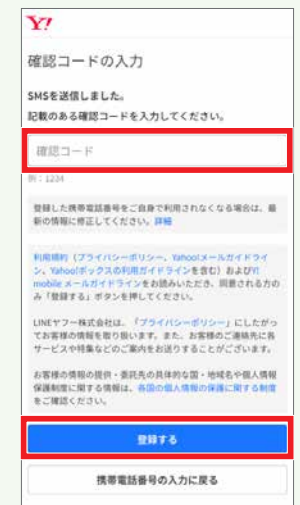 Y!
確認コードの入力
SMSを送信しました。
記載のある確認コードを入力してください。
確認コード
例：1234
登録した携帯電話番号をご自身で利用されなくなる場合は、最
新の情報に修正してください。詳細
利用規約（プライバシーポリシー、Yahoo!メールガイドライ
ン、Yahoo!ボックスの利用ガイドラインを含む）およびY!
mobile メールガイドラインをお読みいただき、同意される方の
み「登録する」ボタンを押してください。
LINEヤフー株式会社は、「プライバシーポリシー」にしたがっ
てお客様の情報を取り扱います。また、お客様のご連絡先に各
サービスや特集などのご案内をお送りすることがございます。
お客様の情報の提供・委託先の具体的な国・地域名や個人情報
保護制度に関する情報は、各国の個人情報の保護に関する制度
をご確認ください。
登録する
携帯電話番号の入力に戻る